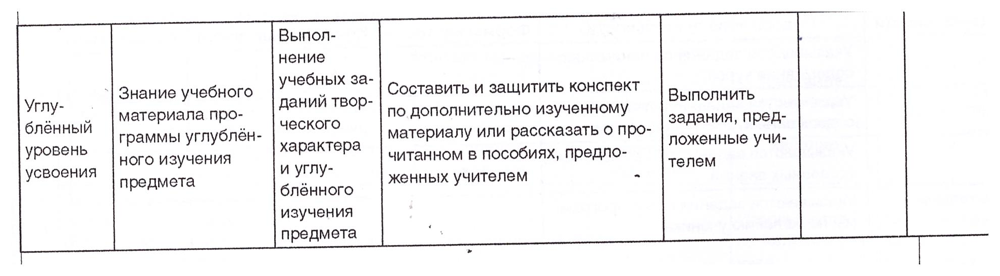 Углу-
блённый
уровень
усвоения
Знание учебного
материала про-
граммы углублён-
ного изучения
предмета
Выпол-
нение
учебных за-
даний твор-
ческого
характера
и углу-
блённого
изучения
предмета
Составить и защитить конспект
по дополнительно изученному
материалу или рассказать о про-
читанном в пособиях, предло-
женных учителем
Выполнить
задания, пред-
ложенные учи-
телем